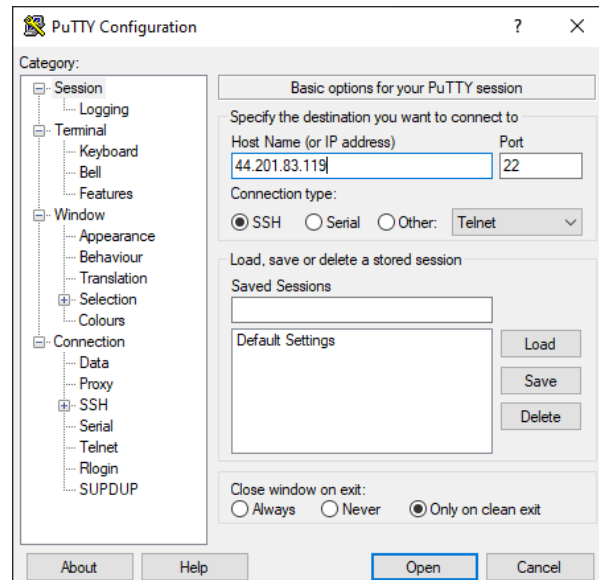 PuTTY Configuration
?
Category:
Session
Logging
Terminal
Keyboard
Bell
Features
Window
Appearance
Behaviour
Translation
Selection
Colours
Connection
Data
Proxy
SSH
Serial
Telnet
Rlogin
SUPDUP
Basic options for your PuTTY session
Specify the destination you want to connect to
Host Name (or IP address) Port
44.201.83.119 22
Connection type:
SSH Serial Other: Telnet
Load, save or delete a stored session
Saved Sessions
Default Settings
Load
Save
Delete
Close window on exit:
Always Never Only on clean exit
About Help Open Cancel